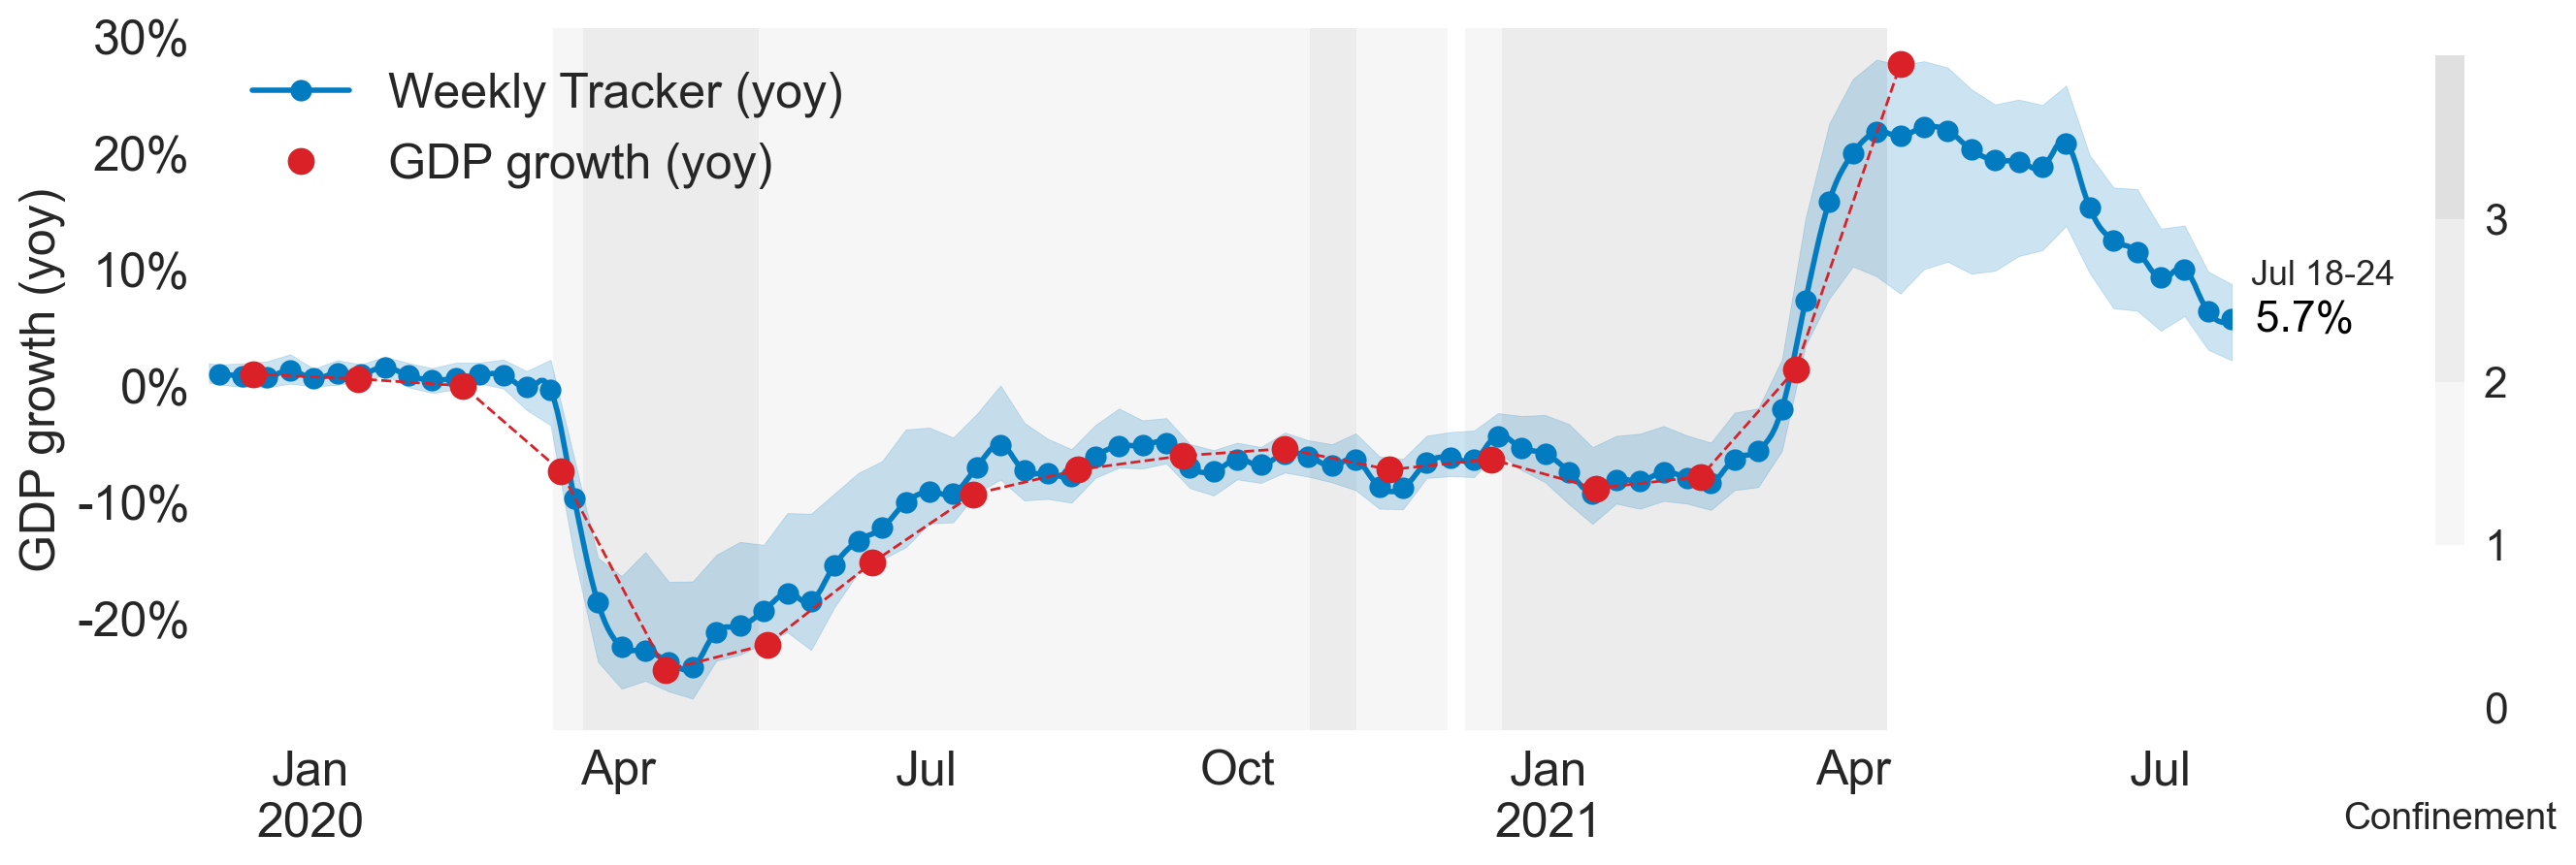 30%
20%
10%
0%
-10%
-20%
GDP growth (yoy)
Weekly Tracker (yoy)
GDP growth (yoy)
Jul 18-24
5.7%
3
2
1
0
Jan Apr Jul Oct Jan Apr Jul
2020 2021
Confinement